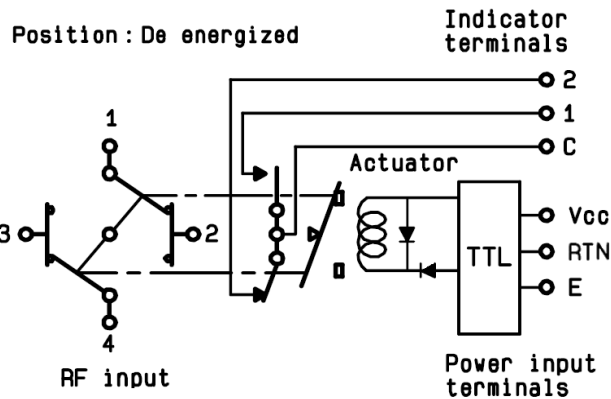 Position : De energized
Indicator
terminals
2
1
C
1
Actuator
3
2
TTL
Vcc
RTN
E
4
RF input
Power input
terminals